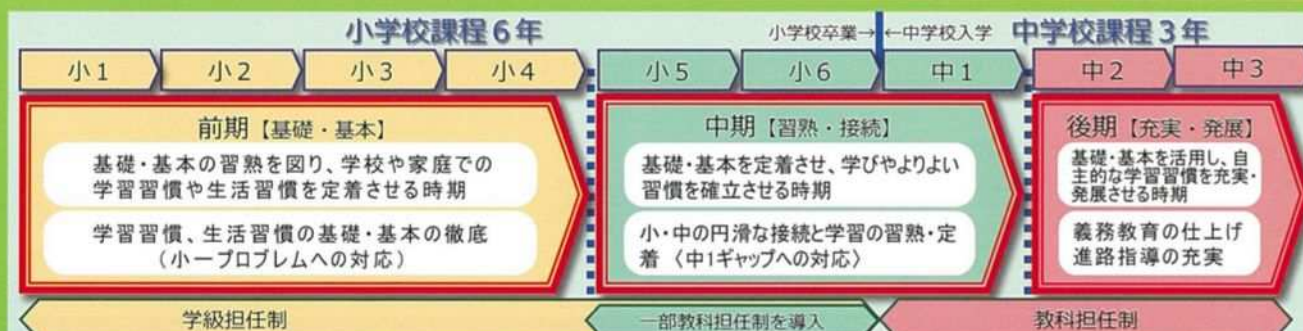 小学校課程6年
小学校卒業→
←中学校入学
中学校課程3年
小1
小2
小3
小4
小5
小6
中1
中2
中3
前期【基礎・基本】
基礎・基本の習熟を図り、学校や家庭での
学習習慣や生活習慣を定着させる時期
学習習慣、生活習慣の基礎・基本の徹底
（小一プロブレムへの対応）
中期【習熟・接続】
基礎・基本を定着させ、学びやよりよい
習慣を確立させる時期
小・中の円滑な接続と学習の習熟・定
着〈中1ギャップへの対応〉
後期【充実・発展】
基礎・基本を活用し、自
主的な学習習慣を充実・
発展させる時期
義務教育の仕上げ
進路指導の充実
学級担任制
一部教科担任制を導入
教科担任制